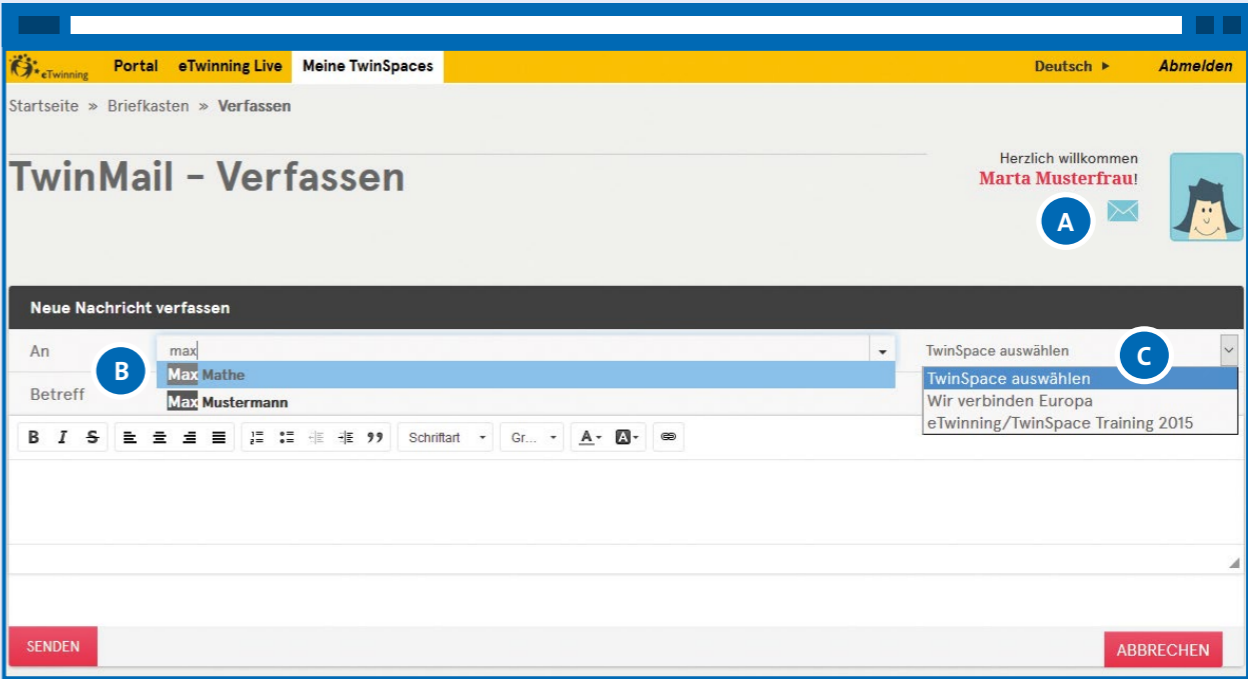 eTwinning Portal eTwinning Live Meine TwinSpaces Deutsch ▸ Abmelden
Startseite » Briefkasten » Verfassen
TwinMail – Verfassen
Herzlich willkommen
Marta Musterfrau!
A
Neue Nachricht verfassen
An max TwinSpace auswählen
B C
Max Mathe
Max Mustermann
Betreff
TwinSpace auswählen
Wir verbinden Europa
eTwinning/TwinSpace Training 2015
B I S Schriftart Gr... A A
SENDEN ABBRECHEN